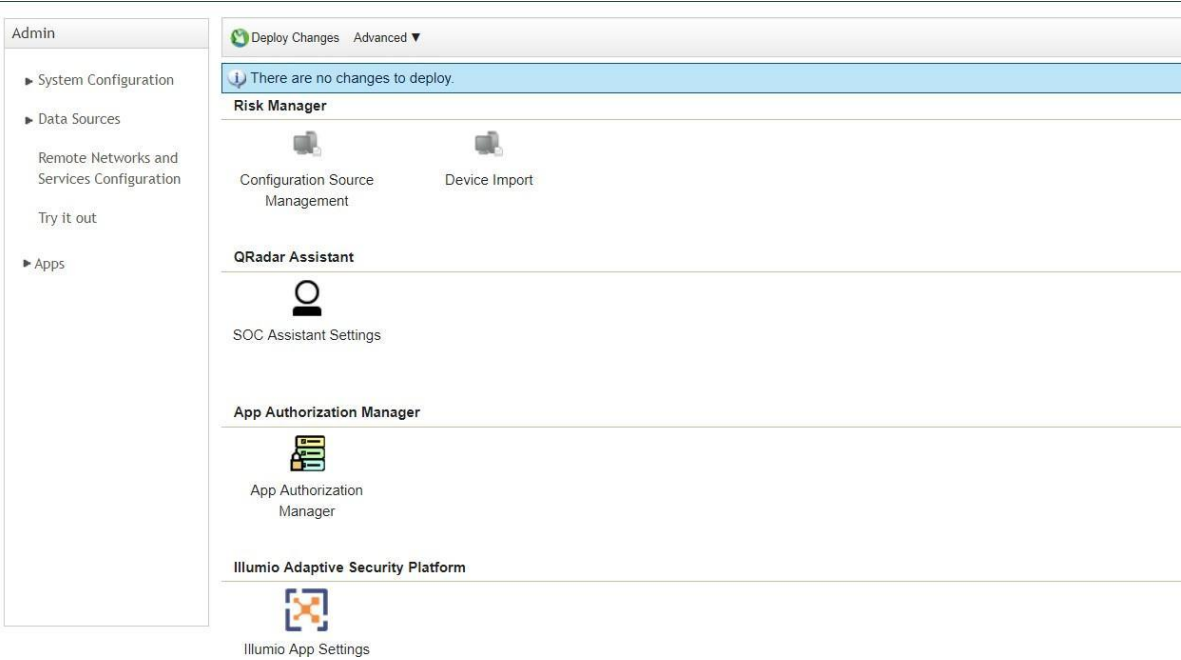 Admin
System Configuration
Data Sources
Remote Networks and
Services Configuration
Try it out
Apps
Deploy Changes Advanced ▼
There are no changes to deploy.
Risk Manager
Configuration Source
Management
Device Import
QRadar Assistant
SOC Assistant Settings
App Authorization Manager
App Authorization
Manager
Illumio Adaptive Security Platform
Illumio App Settings